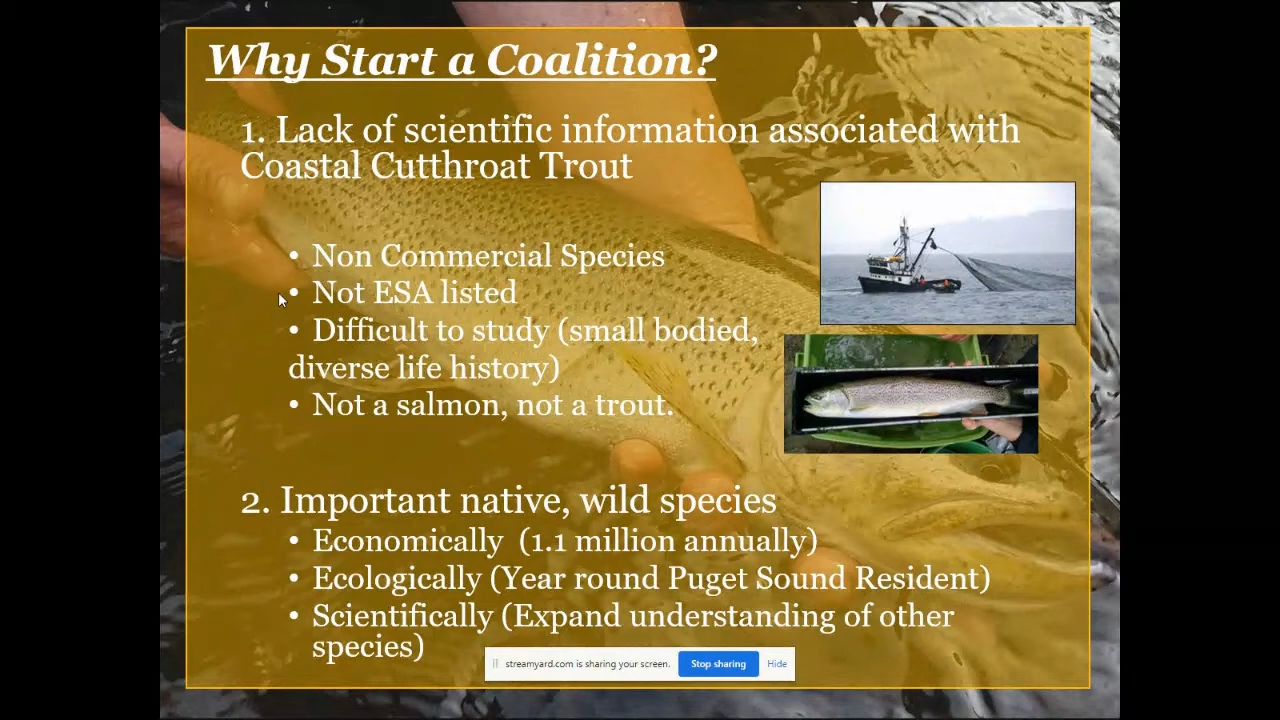 Why Start a Coalition?
1. Lack of scientific information associated with
Coastal Cutthroat Trout
• Non Commercial Species
• Not ESA listed
• Difficult to study (small bodied,
diverse life history)
• Not a salmon, not a trout.
2. Important native, wild species
• Economically (1.1 million annually)
• Ecologically (Year round Puget Sound Resident)
• Scientifically (Expand understanding of other
species)
streamyard.com is sharing your screen. Stop sharing Hide